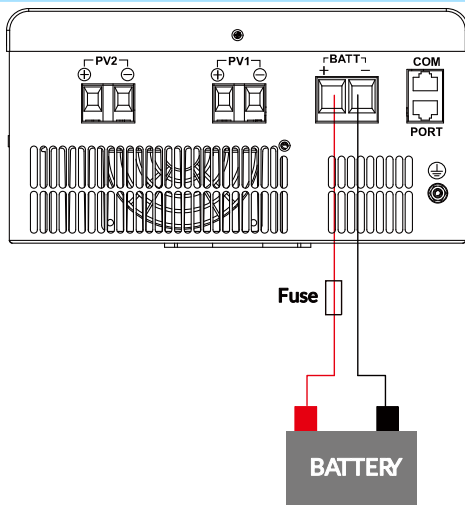 PV2
PV1
BATT
COM
+ − + − + −
PORT
Fuse
BATTERY